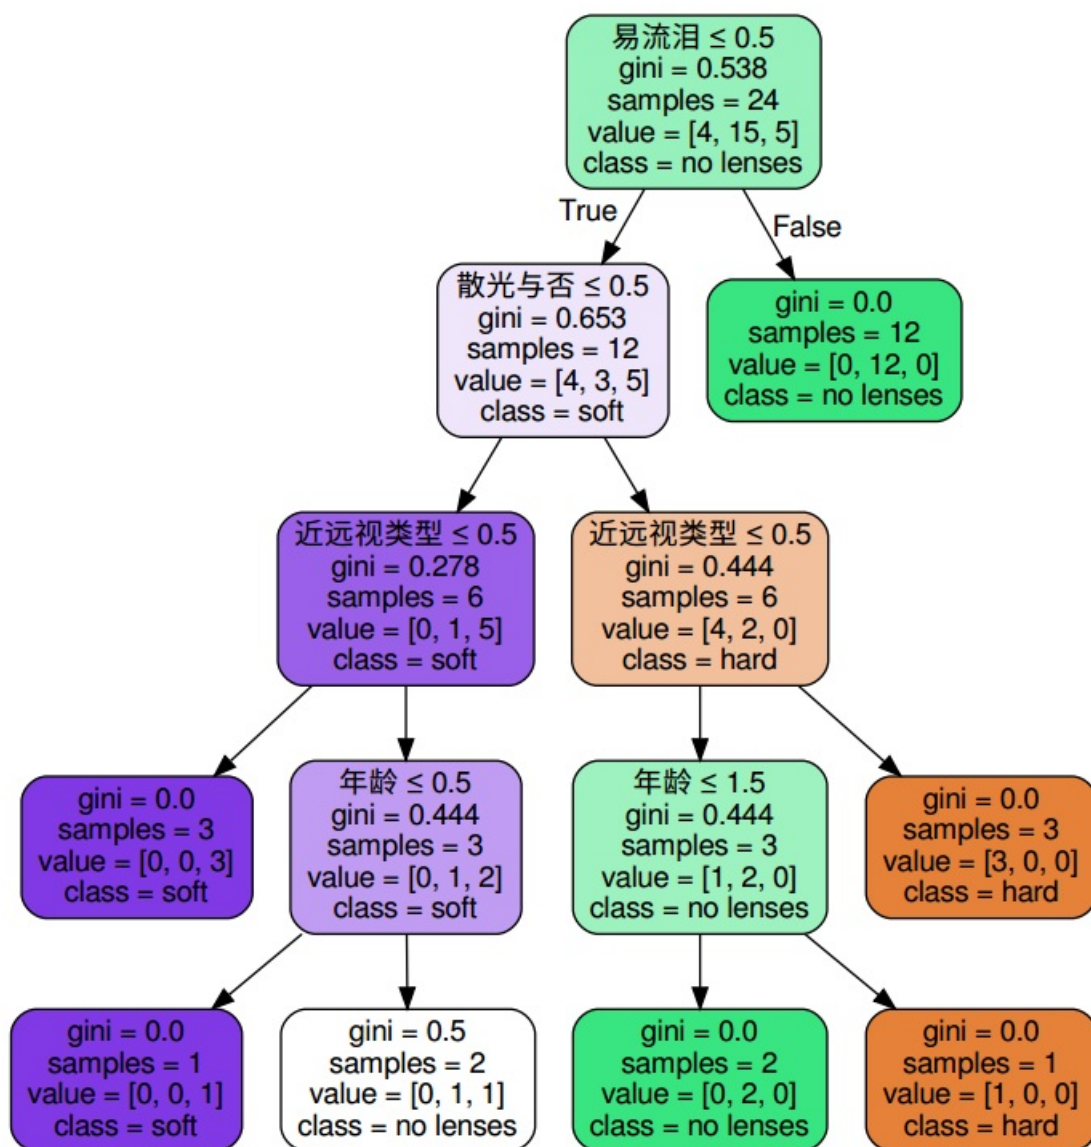 易流泪 ≤ 0.5
gini = 0.538
samples = 24
value = [4, 15, 5]
class = no lenses
True
False
散光与否 ≤ 0.5
gini = 0.653
samples = 12
value = [4, 3, 5]
class = soft
gini = 0.0
samples = 12
value = [0, 12, 0]
class = no lenses
近远视类型 ≤ 0.5
gini = 0.278
samples = 6
value = [0, 1, 5]
class = soft
近远视类型 ≤ 0.5
gini = 0.444
samples = 6
value = [4, 2, 0]
class = hard
gini = 0.0
samples = 3
value = [0, 0, 3]
class = soft
年龄 ≤ 0.5
gini = 0.444
samples = 3
value = [0, 1, 2]
class = soft
年龄 ≤ 1.5
gini = 0.444
samples = 3
value = [1, 2, 0]
class = no lenses
gini = 0.0
samples = 3
value = [3, 0, 0]
class = hard
gini = 0.0
samples = 1
value = [0, 0, 1]
class = soft
gini = 0.5
samples = 2
value = [0, 1, 1]
class = no lenses
gini = 0.0
samples = 2
value = [0, 2, 0]
class = no lenses
gini = 0.0
samples = 1
value = [1, 0, 0]
class = hard